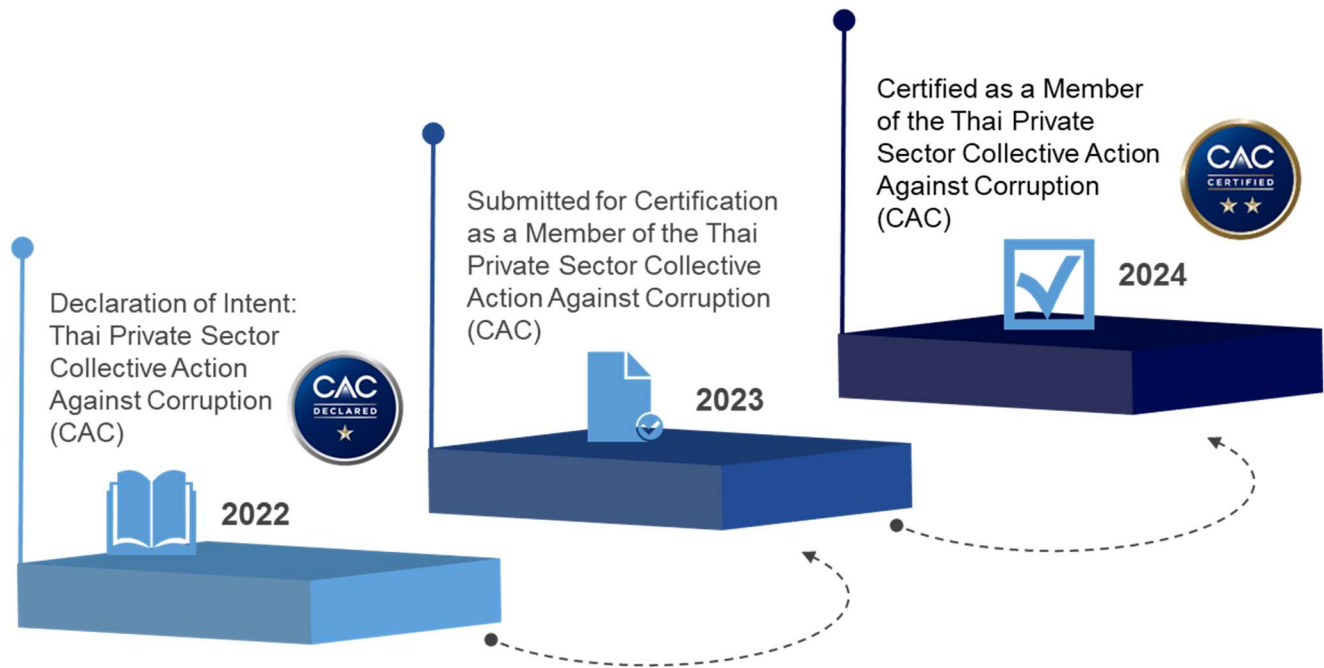 Declaration of Intent:
Thai Private Sector
Collective Action
Against Corruption
(CAC)
CAC
DECLARED
2022
Submitted for Certification
as a Member of the Thai
Private Sector Collective
Action Against Corruption
(CAC)
2023
Certified as a Member
of the Thai Private
Sector Collective Action
Against Corruption
(CAC)
CAC
CERTIFIED
2024